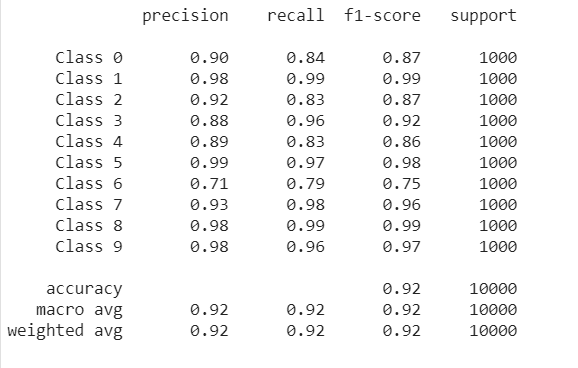 precision recall f1-score support
Class 0 0.90 0.84 0.87 1000
Class 1 0.98 0.99 0.99 1000
Class 2 0.92 0.83 0.87 1000
Class 3 0.88 0.96 0.92 1000
Class 4 0.89 0.83 0.86 1000
Class 5 0.99 0.97 0.98 1000
Class 6 0.71 0.79 0.75 1000
Class 7 0.93 0.98 0.96 1000
Class 8 0.98 0.99 0.99 1000
Class 9 0.98 0.96 0.97 1000
accuracy 0.92 10000
macro avg 0.92 0.92 0.92 10000
weighted avg 0.92 0.92 0.92 10000